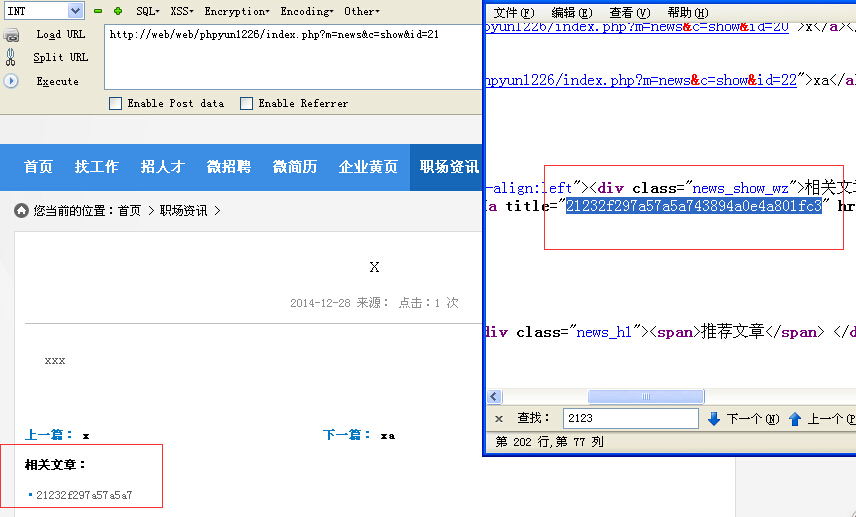 INT SQL▾ XSS▾ Encryption▾ Encoding▾ Other▾
Load URL
http://web/web/phpyun1226/index.php?m=news&c=show&id=21
Split URL
Execute
Enable Post data Enable Referrer
首页 找工作 招人才 微招聘 微简历 企业黄页 职场资讯
您当前的位置：首页 > 职场资讯 >
X
2014-12-28 来源： 点击：1 次
xxx
上一篇： x 下一篇： xa
相关文章：
21232f297a57a5a7
文件(F) 编辑(E) 查看(V) 帮助(H)
pyun1226/index.php?m=news&c=show&id=20">x</a><
pyun1226/index.php?m=news&c=show&id=22">xa</a
-align:left"><div class="news_show_wz">相关文章
a title="21232f297a57a5a743894a0e4a801fc3" hr
div class="news_h1"><span>推荐文章</span> </d
查找： 2123 下一个(N) 上一个(P
第 202 行,第 77 列